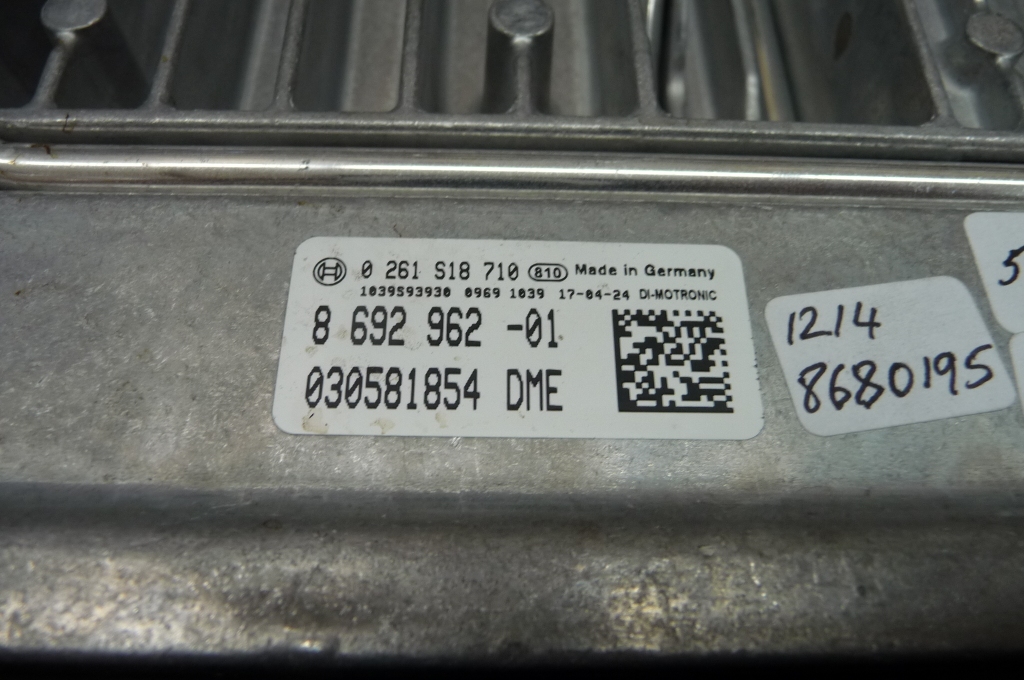 0 261 S18 710 810 Made in Germany
1039S93930 0969 1039 17-04-24 DI-MOTRONIC
8 692 962 -01
030581854 DME
1214
8680195
5